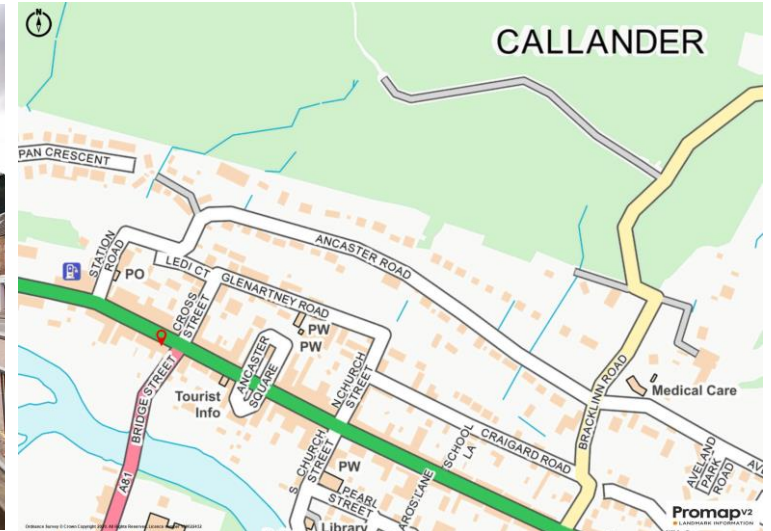 N
CALLANDER
PAN CRESCENT
STATION
ROAD
PO
LEDI CT
CROSS
STREET
GLENARTNEY ROAD
ANCASTER ROAD
PW
PW
ANCASTER
SQUARE
N CHURCH
STREET
BRIDGE STREET
A81
Tourist
Info
BRACKLINN ROAD
Medical Care
CRAIGARD ROAD
SCHOOL
LA
S CHURCH
STREET
PW
PEARL
STREET
LANE
AVELAND
PARK
ROAD
Library
Promap V2
LANDMARK INFORMATION